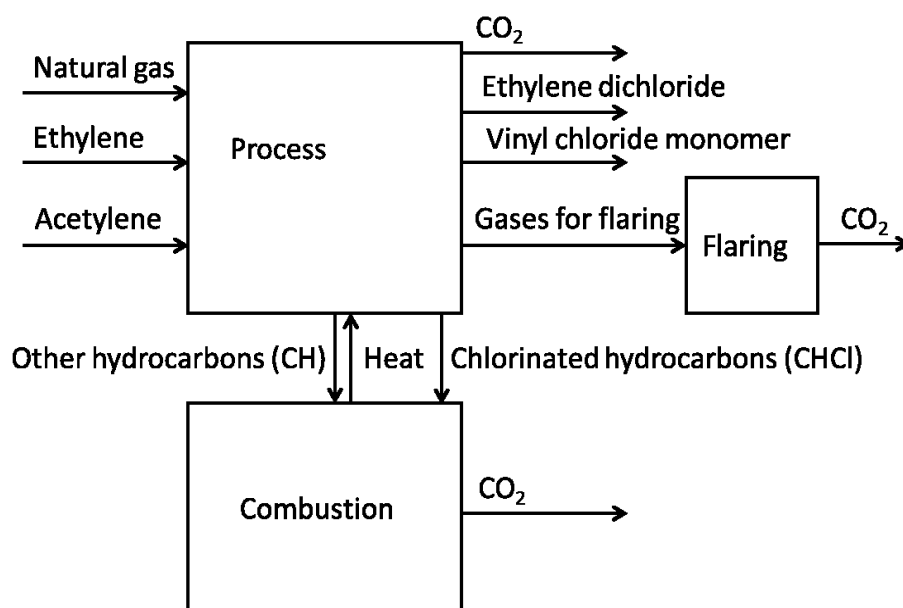 CO₂
Natural gas
Ethylene dichloride
Ethylene
Process
Vinyl chloride monomer
Acetylene
Gases for flaring
CO₂
Flaring
Other hydrocarbons (CH)
Heat
Chlorinated hydrocarbons (CHCl)
Combustion
CO₂